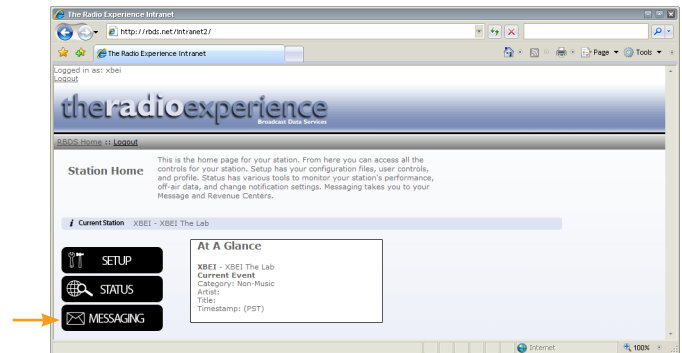 The Radio Experience Intranet
http://rbds.net/intranet2/
The Radio Experience Intranet
Page
Tools
Logged in as: xbei
Logout
theradioexperience
Broadcast Data Services
RBDS Home :: Logout
Station Home
This is the home page for your station. From here you can access all the
controls for your station. Setup has your configuration files, user controls,
and profile. Status has various tools to monitor your station's performance,
off-air data, and change notification settings. Messaging takes you to your
Message and Revenue Centers.
i Current Station XBEI - XBEI The Lab
At A Glance
SETUP
XBEI - XBEI The Lab
Current Event
Category: Non-Music
STATUS
Artist:
Title:
Timestamp: (PST)
MESSAGING
Internet
100%